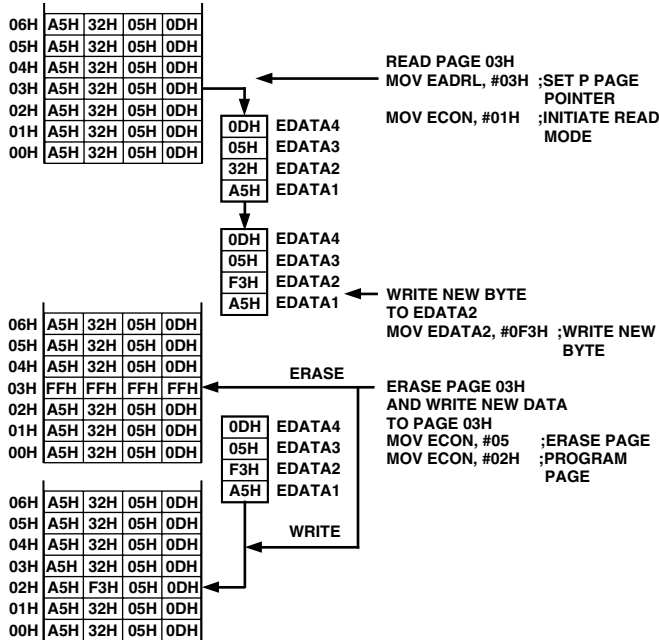 06H A5H 32H 05H 0DH
05H A5H 32H 05H 0DH
04H A5H 32H 05H 0DH
03H A5H 32H 05H 0DH
02H A5H 32H 05H 0DH
01H A5H 32H 05H 0DH
00H A5H 32H 05H 0DH
READ PAGE 03H
MOV EADRL, #03H ;SET P PAGE
POINTER
MOV ECON, #01H ;INITIATE READ
MODE
0DH EDATA4
05H EDATA3
32H EDATA2
A5H EDATA1
0DH EDATA4
05H EDATA3
F3H EDATA2
A5H EDATA1
WRITE NEW BYTE
TO EDATA2
MOV EDATA2, #0F3H ;WRITE NEW
BYTE
06H A5H 32H 05H 0DH
05H A5H 32H 05H 0DH
04H A5H 32H 05H 0DH
03H FFH FFH FFH FFH
02H A5H 32H 05H 0DH
01H A5H 32H 05H 0DH
00H A5H 32H 05H 0DH
ERASE
ERASE PAGE 03H
AND WRITE NEW DATA
TO PAGE 03H
MOV ECON, #05 ;ERASE PAGE
MOV ECON, #02H ;PROGRAM
PAGE
0DH EDATA4
05H EDATA3
F3H EDATA2
A5H EDATA1
WRITE
06H A5H 32H 05H 0DH
05H A5H 32H 05H 0DH
04H A5H 32H 05H 0DH
03H A5H 32H 05H 0DH
02H A5H F3H 05H 0DH
01H A5H 32H 05H 0DH
00H A5H 32H 05H 0DH